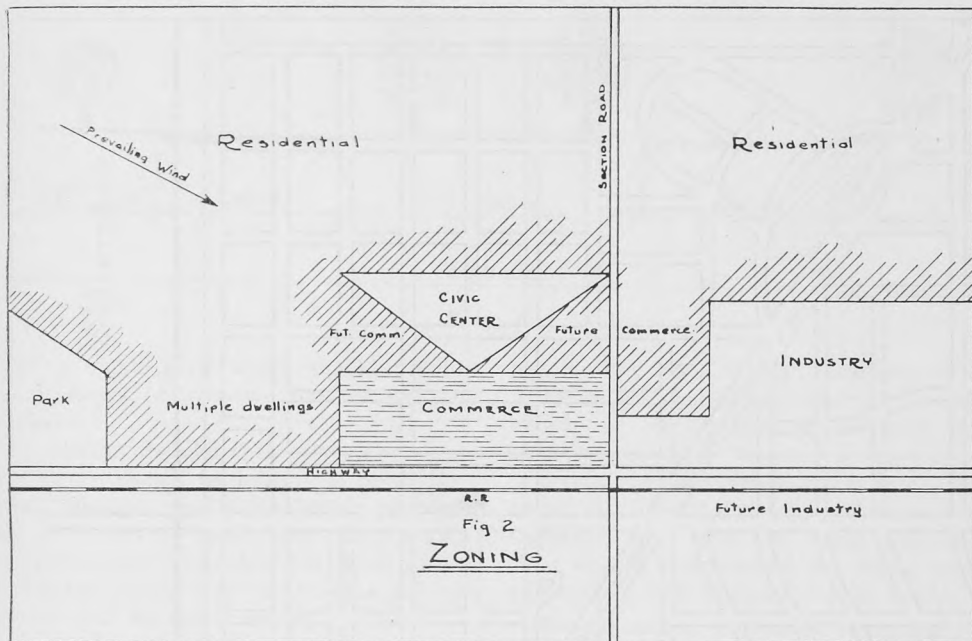 Prevailing Wind
Residential
SECTION ROAD
Residential
CIVIC
CENTER
Fut. Comm.
Future Commerce
INDUSTRY
Park
Multiple dwellings
COMMERCE
HIGHWAY
R.R
Future Industry
Fig 2
ZONING